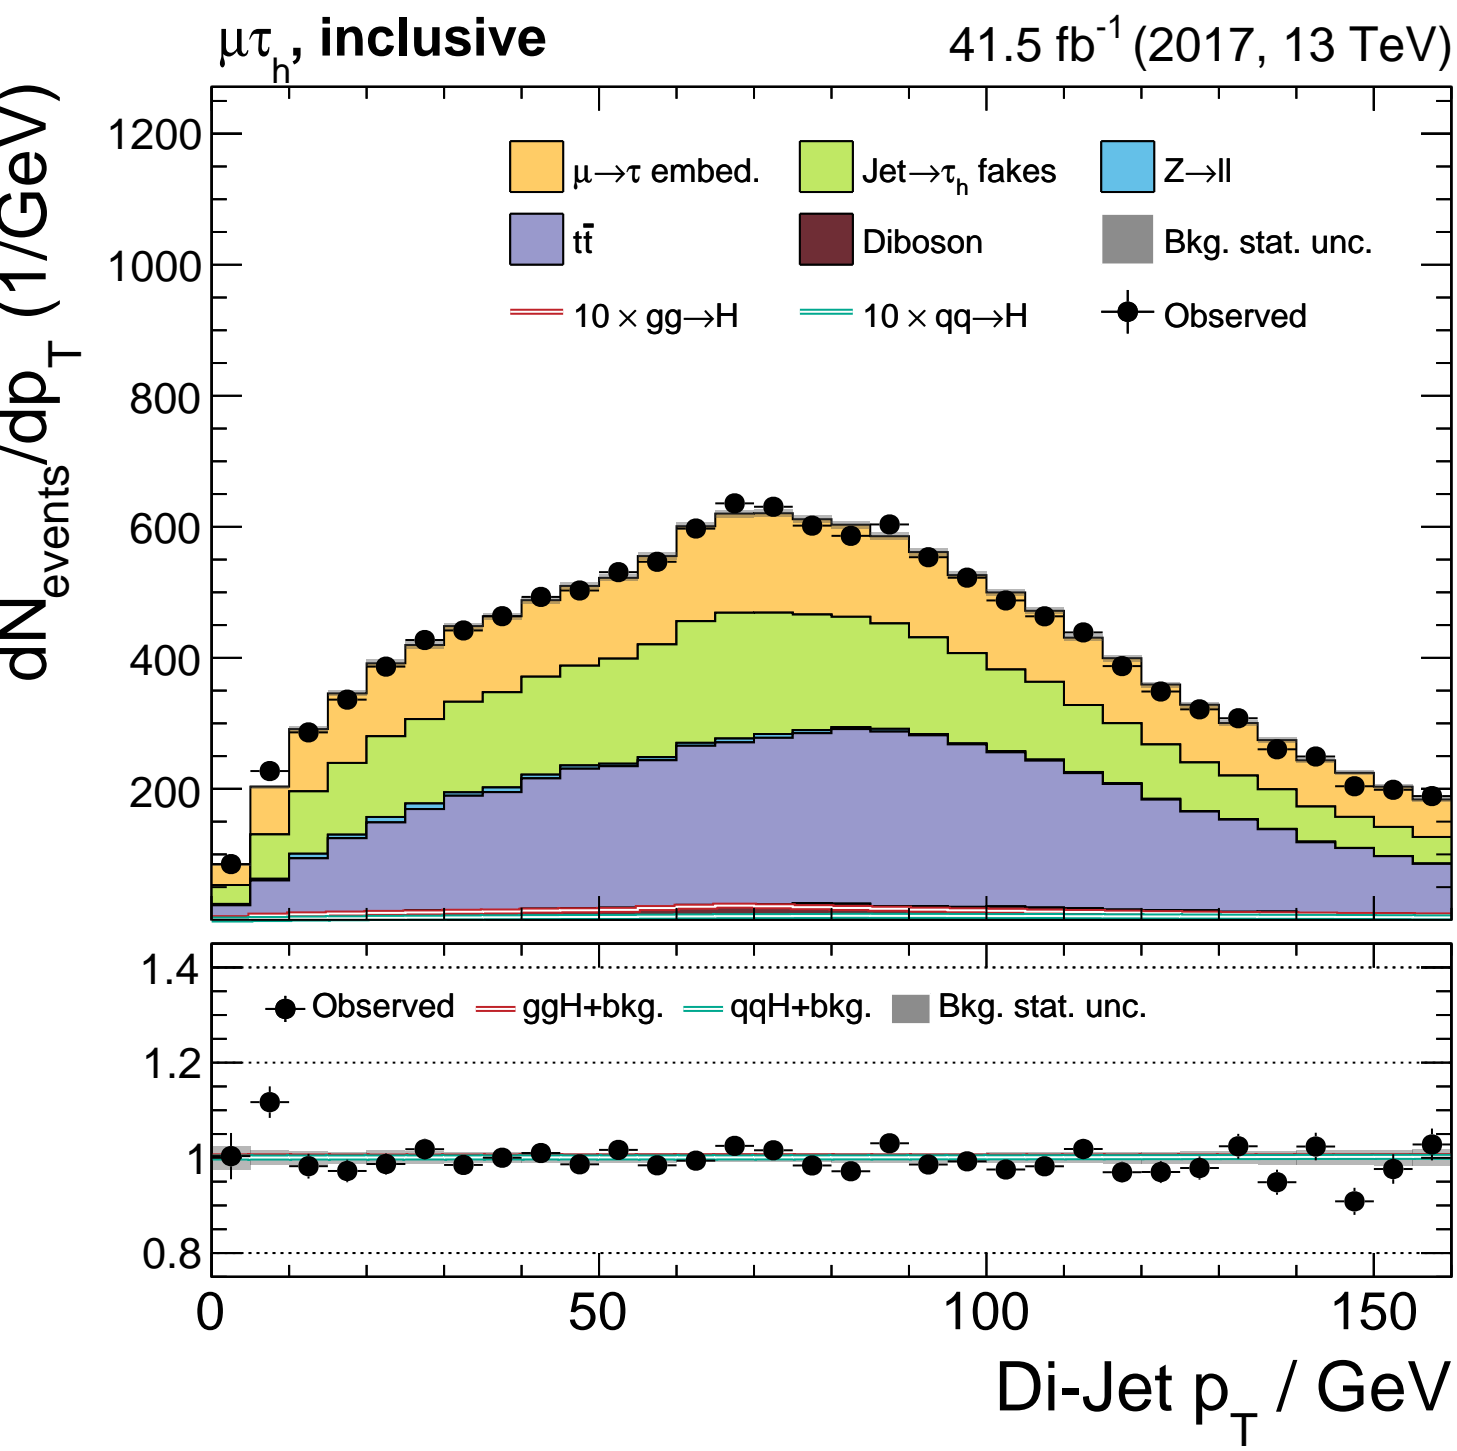 μτh, inclusive
41.5 fb-1 (2017, 13 TeV)
dNevents/dpT (1/GeV)
1200
1000
800
600
400
200
μ→τ embed.
Jet→τh fakes
Z→ll
tt̄
Diboson
Bkg. stat. unc.
10 × gg→H
10 × qq→H
Observed
1.4
1.2
1
0.8
Observed
ggH+bkg.
qqH+bkg.
Bkg. stat. unc.
0
50
100
150
Di-Jet pT / GeV